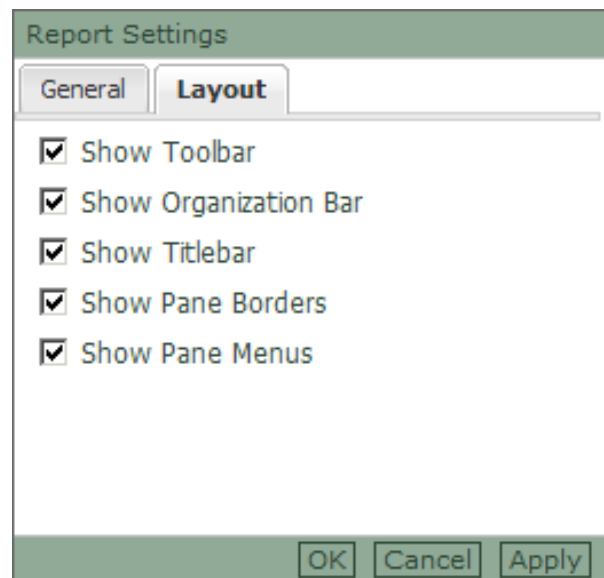 Report Settings
General Layout
Show Toolbar
Show Organization Bar
Show Titlebar
Show Pane Borders
Show Pane Menus
OK Cancel Apply